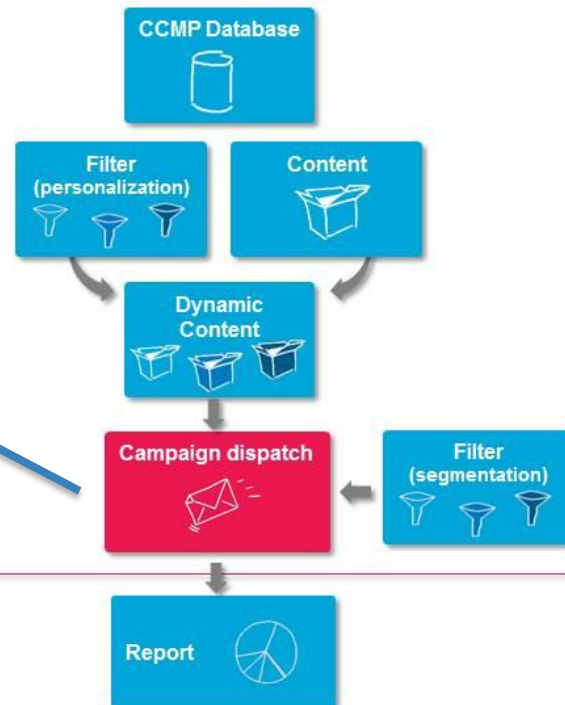 CCMP Database
Filter
(personalization)
Content
Dynamic
Content
Campaign dispatch
Filter
(segmentation)
Report